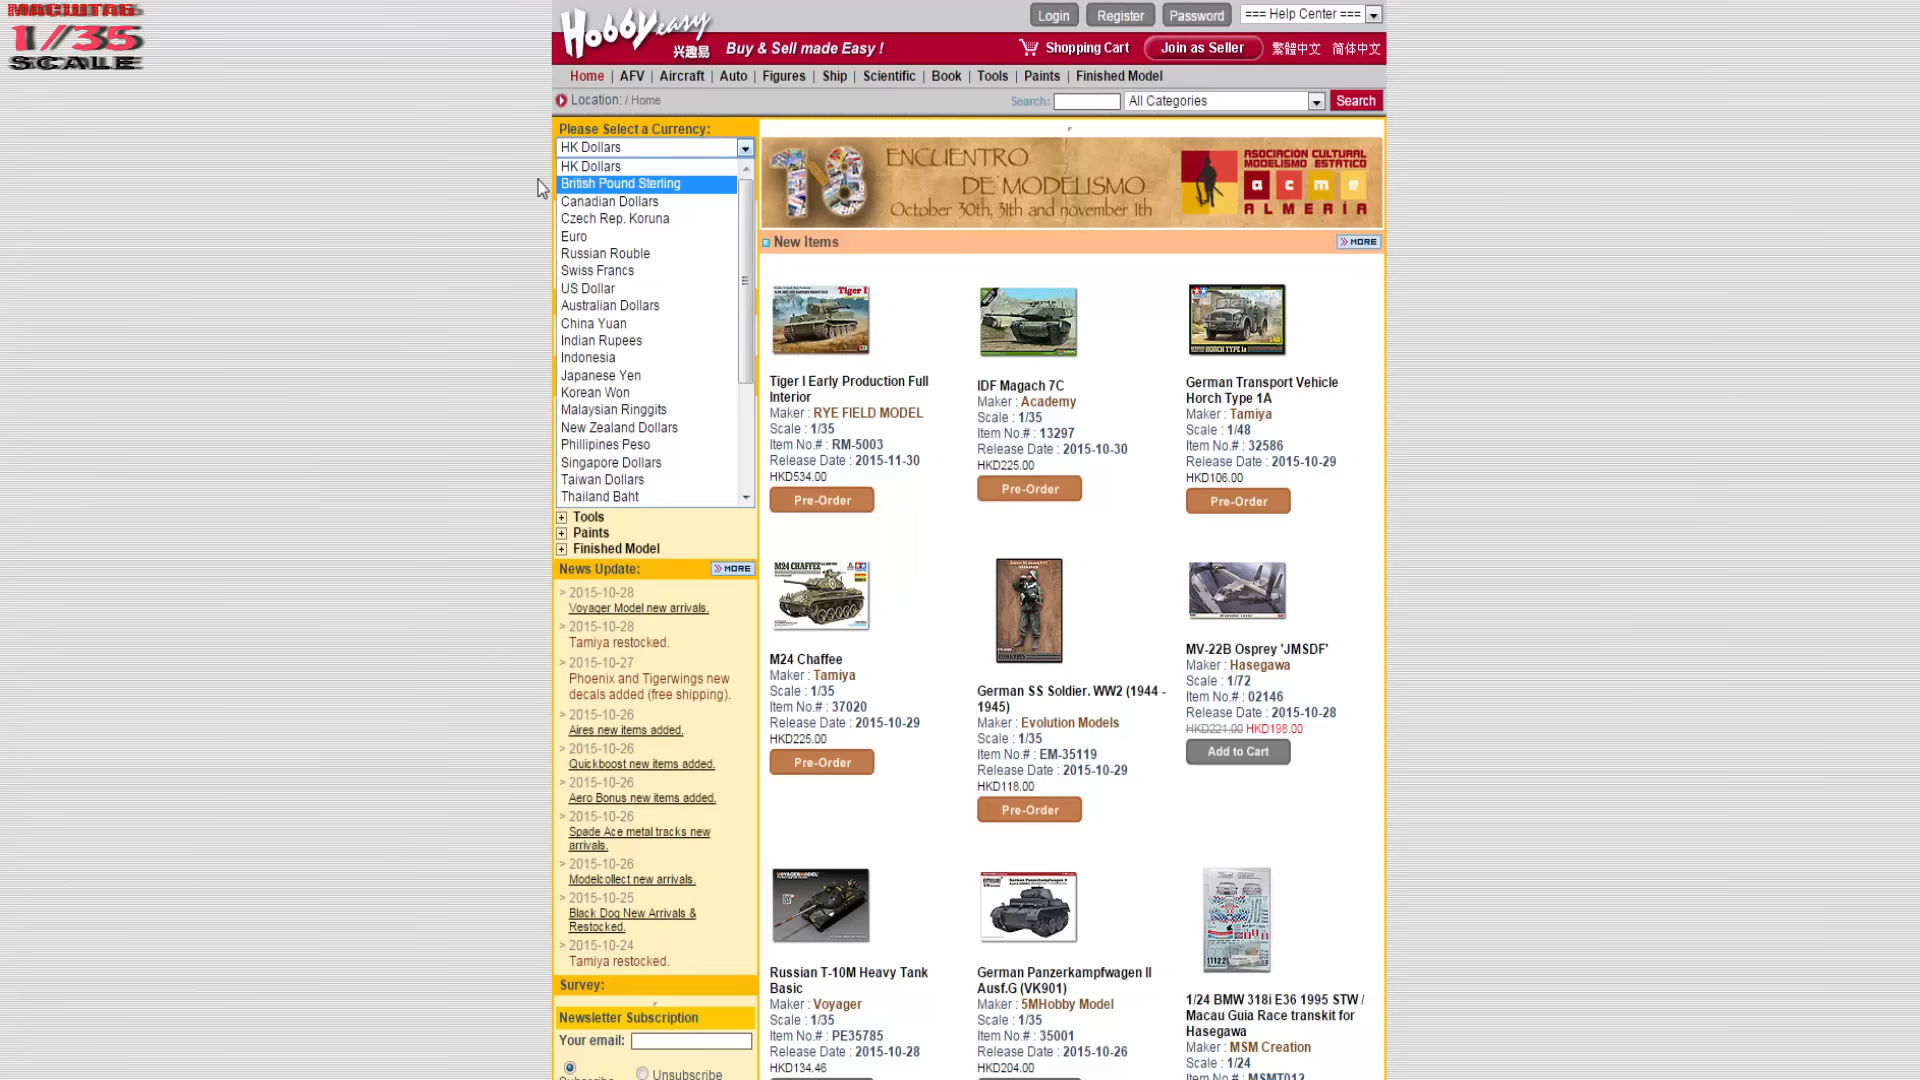 MACUTAG
1/35
SCALE
Hobbyeasy
兴趣易
Buy & Sell made Easy !
Login
Register
Password
=== Help Center ===
Shopping Cart
Join as Seller
繁體中文
简体中文
Home | AFV | Aircraft | Auto | Figures | Ship | Scientific | Book | Tools | Paints | Finished Model
Location: / Home
Search:
All Categories
Search
Please Select a Currency:
HK Dollars
HK Dollars
British Pound Sterling
Canadian Dollars
Czech Rep. Koruna
Euro
Russian Rouble
Swiss Francs
US Dollar
Australian Dollars
China Yuan
Indian Rupees
Indonesia
Japanese Yen
Korean Won
Malaysian Ringgits
New Zealand Dollars
Phillipines Peso
Singapore Dollars
Taiwan Dollars
Thailand Baht
Tools
Paints
Finished Model
News Update:
MORE
> 2015-10-28
Voyager Model new arrivals.
> 2015-10-28
Tamiya restocked.
> 2015-10-27
Phoenix and Tigerwings new
decals added (free shipping).
> 2015-10-26
Aires new items added.
> 2015-10-26
Quickboost new items added.
> 2015-10-26
Aero Bonus new items added.
> 2015-10-26
Spade Ace metal tracks new
arrivals.
> 2015-10-26
Modelcollect new arrivals.
> 2015-10-25
Black Dog New Arrivals &
Restocked.
> 2015-10-24
Tamiya restocked.
Survey:
Newsletter Subscription
Your email:
Subscribe
Unsubscribe
18
ENCUENTRO
DE MODELISMO
October 30th, 31th and november 1th
ASOCIACIÓN CULTURAL
MODELISMO ESTÁTICO
acme
ALMERÍA
New Items
MORE
Tiger I
Tiger I Early Production Full
Interior
Maker : RYE FIELD MODEL
Scale : 1/35
Item No.# : RM-5003
Release Date : 2015-11-30
HKD534.00
Pre-Order
IDF Magach 7C
Maker : Academy
Scale : 1/35
Item No.# : 13297
Release Date : 2015-10-30
HKD225.00
Pre-Order
HORCH TYPE 1a
German Transport Vehicle
Horch Type 1A
Maker : Tamiya
Scale : 1/48
Item No.# : 32586
Release Date : 2015-10-29
HKD106.00
Pre-Order
M24 CHAFFEE
M24 Chaffee
Maker : Tamiya
Scale : 1/35
Item No.# : 37020
Release Date : 2015-10-29
HKD225.00
Pre-Order
German SS Soldier. WW2 (1944 -
1945)
Maker : Evolution Models
Scale : 1/35
Item No.# : EM-35119
Release Date : 2015-10-29
HKD118.00
Pre-Order
MV-22B Osprey 'JMSDF'
Maker : Hasegawa
Scale : 1/72
Item No.# : 02146
Release Date : 2015-10-28
HKD221.00 HKD196.00
Add to Cart
VOYAGERMODEL
Russian T-10M Heavy Tank
Basic
Maker : Voyager
Scale : 1/35
Item No.# : PE35785
Release Date : 2015-10-28
HKD134.46
German Panzerkampfwagen II
Ausf.G (VK901)
Maker : 5MHobby Model
Scale : 1/35
Item No.# : 35001
Release Date : 2015-10-26
HKD204.00
1/24 BMW 318i E36 1995 STW /
Macau Guia Race transkit for
Hasegawa
Maker : MSM Creation
Scale : 1/24
Item No.# : MSMT012